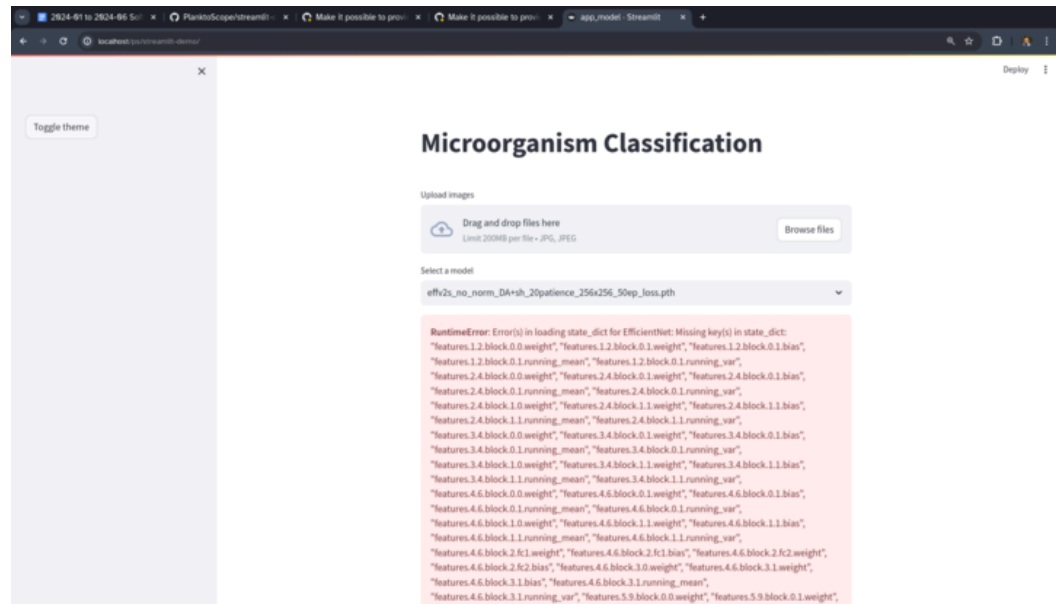 2024-01 to 2024-06 Sof
PlanktoScope/streamlit-
Make it possible to provi
Make it possible to provi
app_model · Streamlit
localhost/ps/streamlit-demo/
Deploy
Toggle theme
Microorganism Classification
Upload images
Drag and drop files here
Limit 200MB per file • JPG, JPEG
Browse files
Select a model
effv2s_no_norm_DA+sh_20patience_256x256_50ep_loss.pth
RuntimeError: Error(s) in loading state_dict for EfficientNet: Missing key(s) in state_dict:
"features.1.2.block.0.0.weight", "features.1.2.block.0.1.weight", "features.1.2.block.0.1.bias",
"features.1.2.block.0.1.running_mean", "features.1.2.block.0.1.running_var",
"features.2.4.block.0.0.weight", "features.2.4.block.0.1.weight", "features.2.4.block.0.1.bias",
"features.2.4.block.0.1.running_mean", "features.2.4.block.0.1.running_var",
"features.2.4.block.1.0.weight", "features.2.4.block.1.1.weight", "features.2.4.block.1.1.bias",
"features.2.4.block.1.1.running_mean", "features.2.4.block.1.1.running_var",
"features.3.4.block.0.0.weight", "features.3.4.block.0.1.weight", "features.3.4.block.0.1.bias",
"features.3.4.block.0.1.running_mean", "features.3.4.block.0.1.running_var",
"features.3.4.block.1.0.weight", "features.3.4.block.1.1.weight", "features.3.4.block.1.1.bias",
"features.3.4.block.1.1.running_mean", "features.3.4.block.1.1.running_var",
"features.4.6.block.0.0.weight", "features.4.6.block.0.1.weight", "features.4.6.block.0.1.bias",
"features.4.6.block.0.1.running_mean", "features.4.6.block.0.1.running_var",
"features.4.6.block.1.0.weight", "features.4.6.block.1.1.weight", "features.4.6.block.1.1.bias",
"features.4.6.block.1.1.running_mean", "features.4.6.block.1.1.running_var",
"features.4.6.block.2.fc1.weight", "features.4.6.block.2.fc1.bias", "features.4.6.block.2.fc2.weight",
"features.4.6.block.2.fc2.bias", "features.4.6.block.3.0.weight", "features.4.6.block.3.1.weight",
"features.4.6.block.3.1.bias", "features.4.6.block.3.1.running_mean",
"features.4.6.block.3.1.running_var", "features.5.9.block.0.0.weight", "features.5.9.block.0.1.weight",